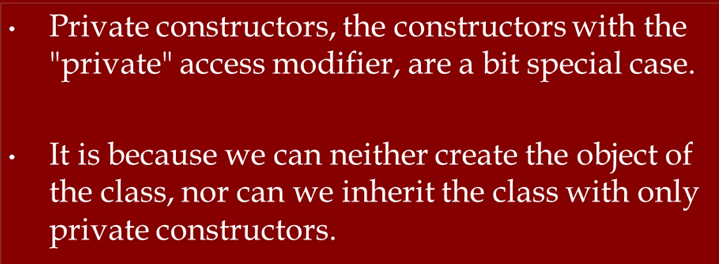 • Private constructors, the constructors with the
"private" access modifier, are a bit special case.
• It is because we can neither create the object of
the class, nor can we inherit the class with only
private constructors.